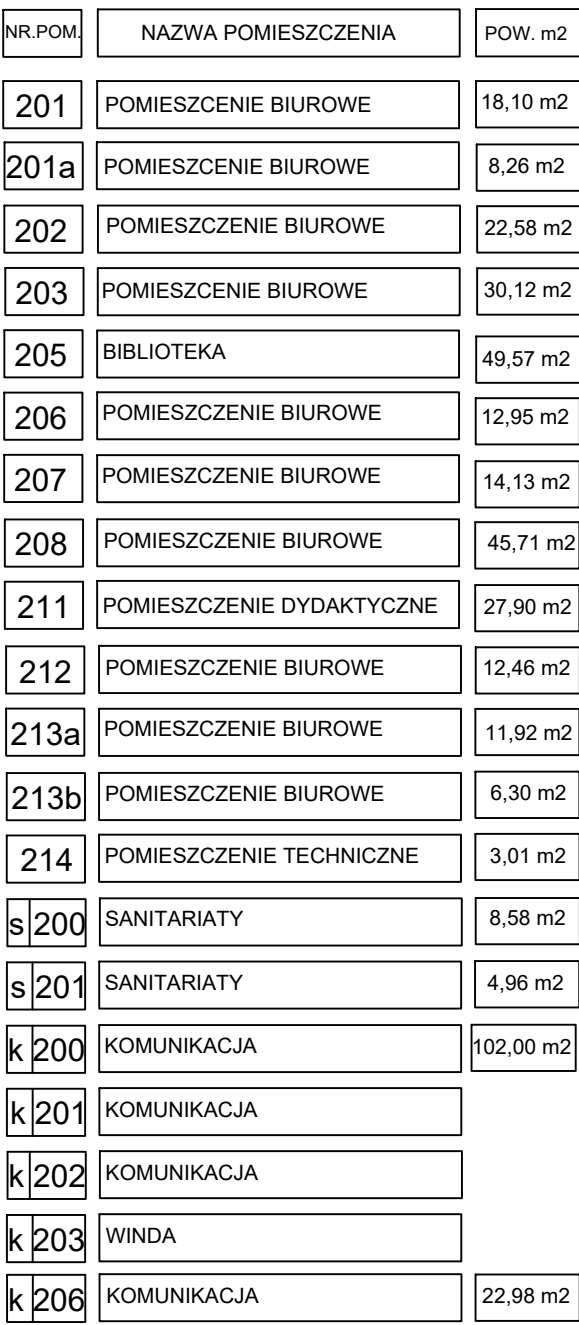 NR.POM. NAZWA POMIESZCZENIA POW. m2
201 POMIESZCENIE BIUROWE 18,10 m2
201a POMIESZCENIE BIUROWE 8,26 m2
202 POMIESZCZENIE BIUROWE 22,58 m2
203 POMIESZCENIE BIUROWE 30,12 m2
205 BIBLIOTEKA 49,57 m2
206 POMIESZCZENIE BIUROWE 12,95 m2
207 POMIESZCZENIE BIUROWE 14,13 m2
208 POMIESZCZENIE BIUROWE 45,71 m2
211 POMIESZCZENIE DYDAKTYCZNE 27,90 m2
212 POMIESZCZENIE BIUROWE 12,46 m2
213a POMIESZCZENIE BIUROWE 11,92 m2
213b POMIESZCZENIE BIUROWE 6,30 m2
214 POMIESZCZENIE TECHNICZNE 3,01 m2
s 200 SANITARIATY 8,58 m2
s 201 SANITARIATY 4,96 m2
k 200 KOMUNIKACJA 102,00 m2
k 201 KOMUNIKACJA
k 202 KOMUNIKACJA
k 203 WINDA
k 206 KOMUNIKACJA 22,98 m2